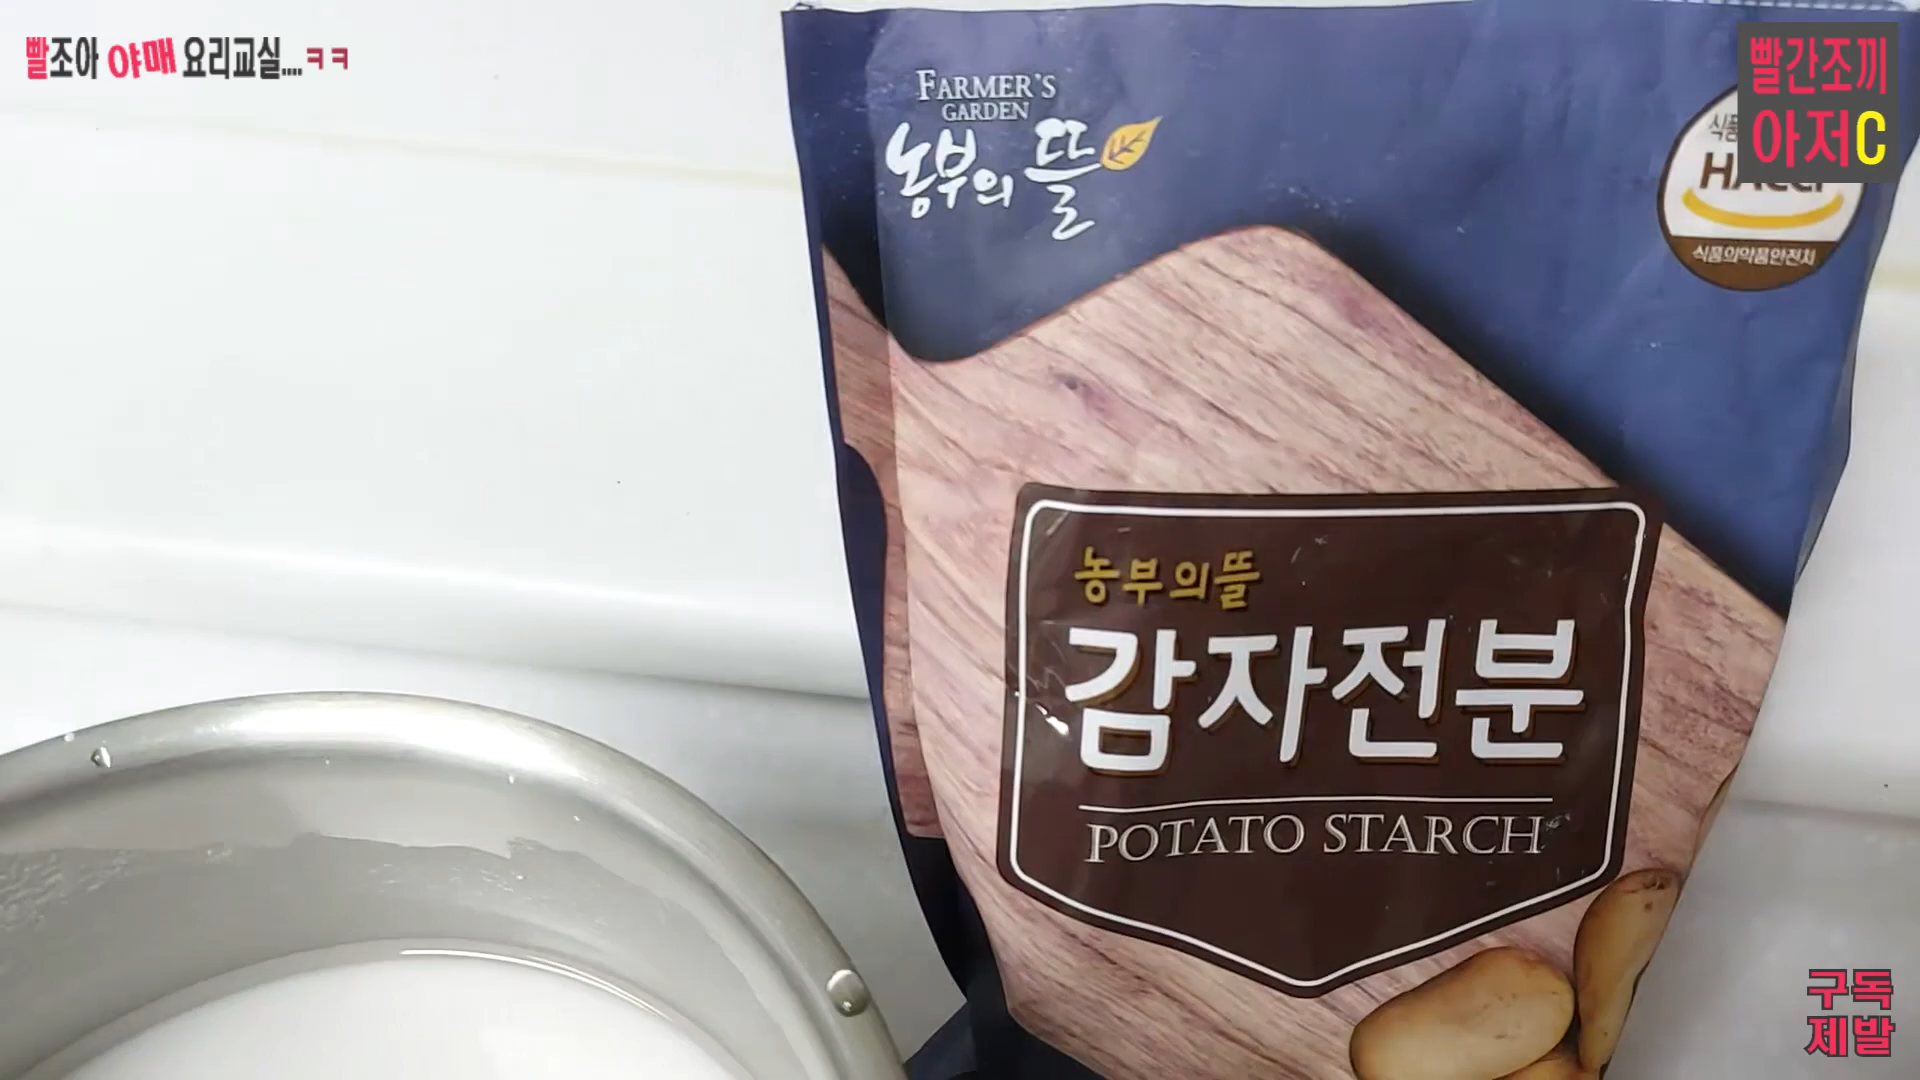 빨조아 야매 요리교실....ㅋㅋ
빨간조끼
아저C
FARMER'S
GARDEN
농부의 뜰
식품의약품안전처
농부의뜰
감자전분
POTATO STARCH
구독
제발